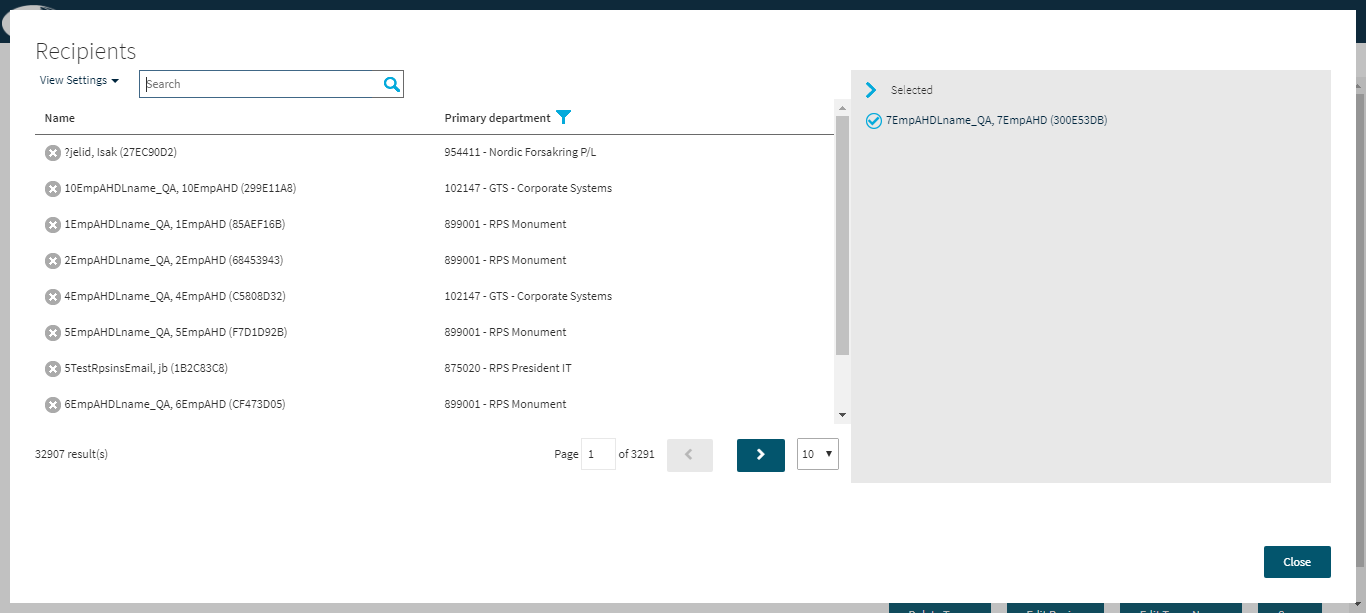 Recipients
View Settings
Search
Name Primary department
?jelid, Isak (27EC90D2) 954411 - Nordic Forsakring P/L
10EmpAHDLname_QA, 10EmpAHD (299E11A8) 102147 - GTS - Corporate Systems
1EmpAHDLname_QA, 1EmpAHD (85AEF16B) 899001 - RPS Monument
2EmpAHDLname_QA, 2EmpAHD (68453943) 899001 - RPS Monument
4EmpAHDLname_QA, 4EmpAHD (C5808D32) 102147 - GTS - Corporate Systems
5EmpAHDLname_QA, 5EmpAHD (F7D1D92B) 899001 - RPS Monument
5TestRpsinsEmail, jb (1B2C83C8) 875020 - RPS President IT
6EmpAHDLname_QA, 6EmpAHD (CF473D05) 899001 - RPS Monument
32907 result(s) Page 1 of 3291 10
Selected
7EmpAHDLname_QA, 7EmpAHD (300E53DB)
Close